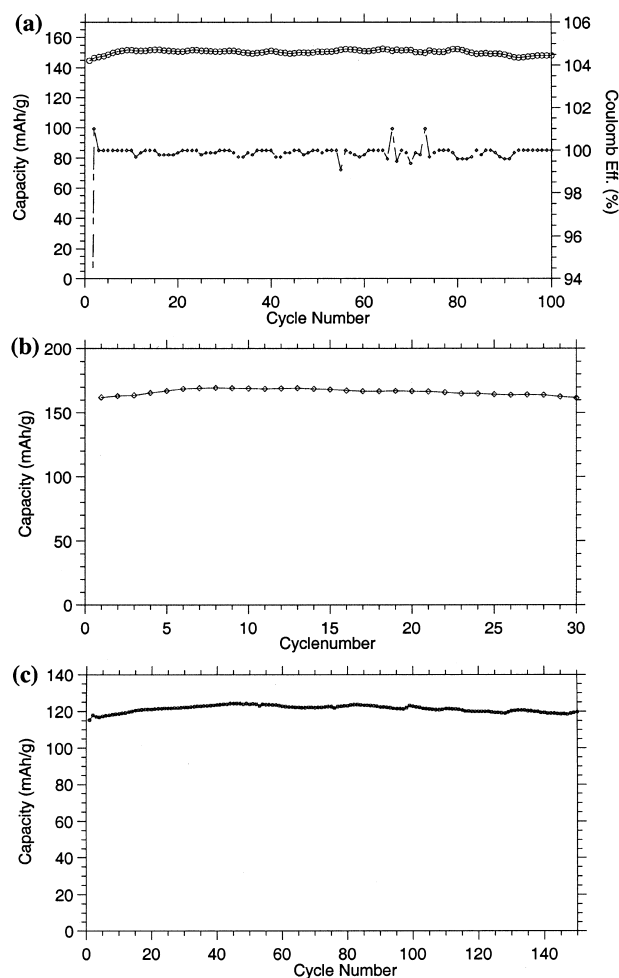 (a)
160
140
120
100
80
60
40
20
0
Capacity (mAh/g)
106
104
102
100
98
96
94
Coulomb Eff. (%)
0 20 40 60 80 100
Cycle Number
(b)
200
150
100
50
0
Capacity (mAh/g)
0 5 10 15 20 25 30
Cyclenumber
(c)
140
120
100
80
60
40
20
0
Capacity (mAh/g)
0 20 40 60 80 100 120 140
Cycle Number